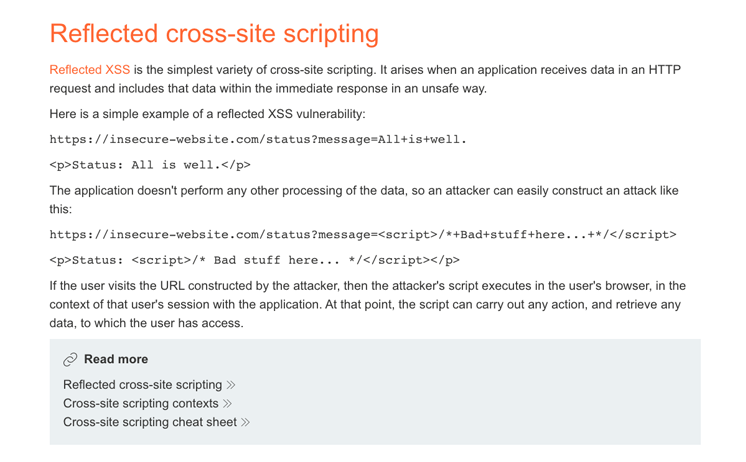 Reflected cross-site scripting
Reflected XSS is the simplest variety of cross-site scripting. It arises when an application receives data in an HTTP
request and includes that data within the immediate response in an unsafe way.
Here is a simple example of a reflected XSS vulnerability:
https://insecure-website.com/status?message=All+is+well.
<p>Status: All is well.</p>
The application doesn't perform any other processing of the data, so an attacker can easily construct an attack like
this:
https://insecure-website.com/status?message=<script>/*+Bad+stuff+here...+*/</script>
<p>Status: <script>/* Bad stuff here... */</script></p>
If the user visits the URL constructed by the attacker, then the attacker's script executes in the user's browser, in the
context of that user's session with the application. At that point, the script can carry out any action, and retrieve any
data, to which the user has access.
Read more
Reflected cross-site scripting
Cross-site scripting contexts
Cross-site scripting cheat sheet